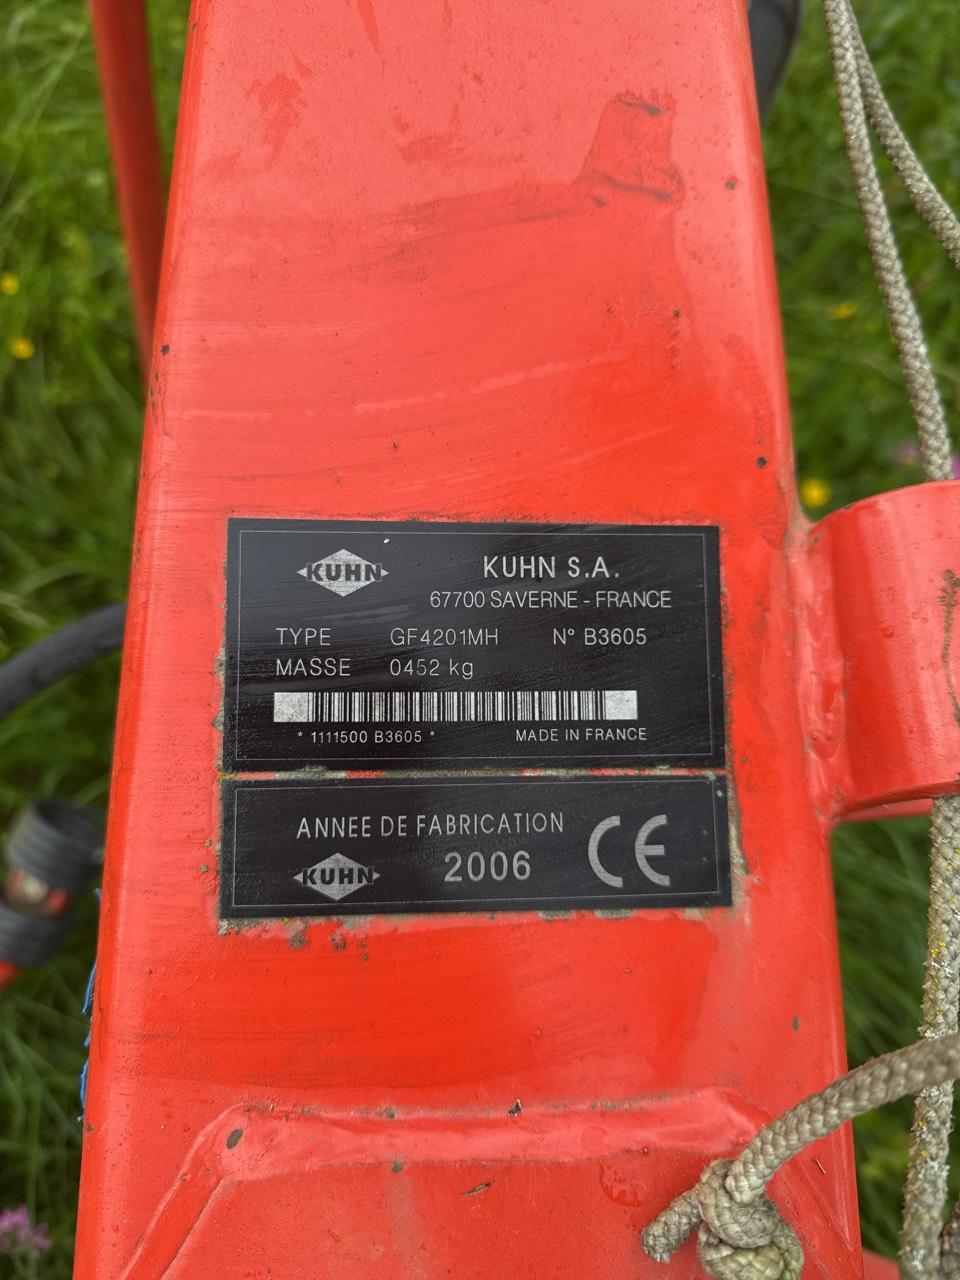 KUHN KUHN S.A.
67700 SAVERNE - FRANCE
TYPE GF4201MH N° B3605
MASSE 0452 kg
* 1111500 B3605 * MADE IN FRANCE
ANNEE DE FABRICATION
KUHN 2006 CE